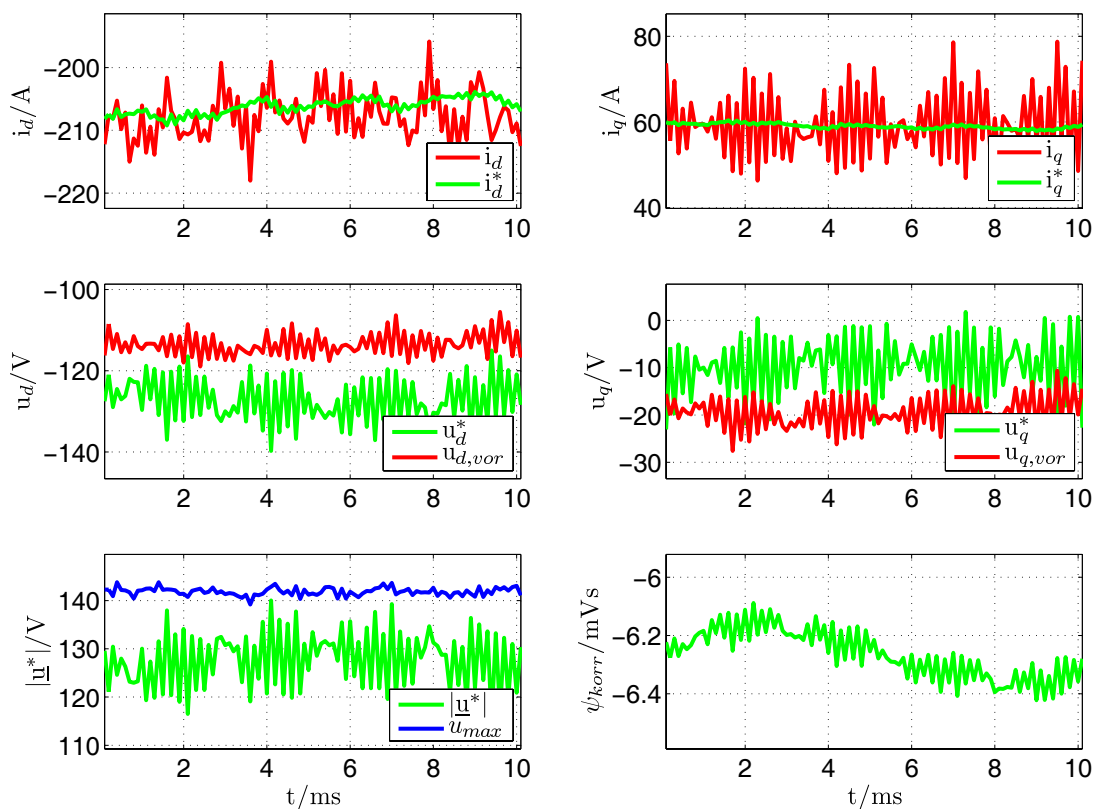 −200
−210
−220
i_d/A
2 4 6 8 10
i_d
i_d^*
80
60
40
i_q/A
2 4 6 8 10
i_q
i_q^*
−100
−120
−140
u_d/V
2 4 6 8 10
u_d^*
u_{d,vor}
0
−10
−20
−30
u_q/V
2 4 6 8 10
u_q^*
u_{q,vor}
140
130
120
110
|u^*|/V
2 4 6 8 10
t/ms
|u^*|
u_{max}
−6
−6.2
−6.4
ψ_{korr}/mVs
2 4 6 8 10
t/ms